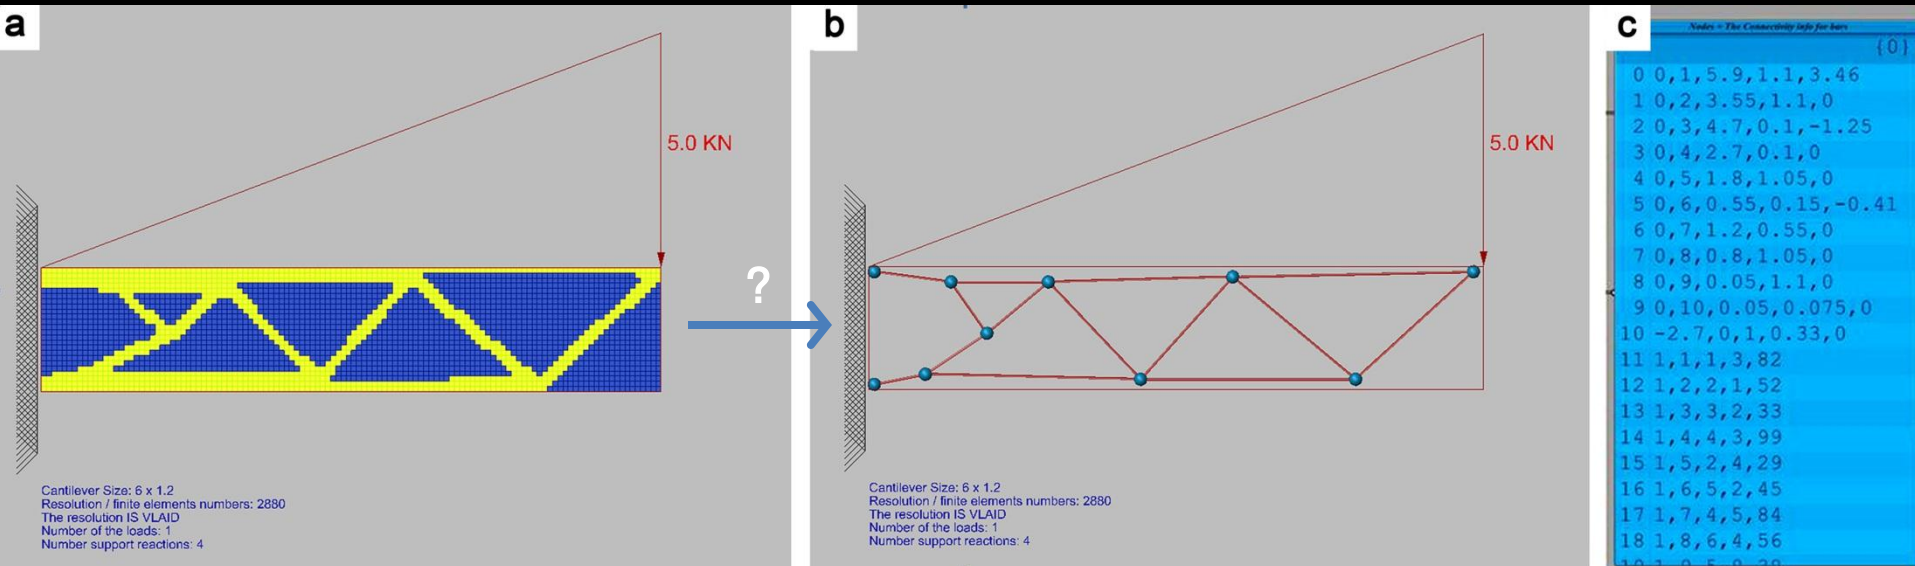 a
5.0 KN
Cantilever Size: 6 x 1.2
Resolution / finite elements numbers: 2880
The resolution IS VLAID
Number of the loads: 1
Number support reactions: 4
?
b
5.0 KN
Cantilever Size: 6 x 1.2
Resolution / finite elements numbers: 2880
The resolution IS VLAID
Number of the loads: 1
Number support reactions: 4
c
Nodes + The Connectivity info for bars
{0}
0 0,1,5.9,1.1,3.46
1 0,2,3.55,1.1,0
2 0,3,4.7,0.1,-1.25
3 0,4,2.7,0.1,0
4 0,5,1.8,1.05,0
5 0,6,0.55,0.15,-0.41
6 0,7,1.2,0.55,0
7 0,8,0.8,1.05,0
8 0,9,0.05,1.1,0
9 0,10,0.05,0.075,0
10 -2.7,0,1,0.33,0
11 1,1,1,3,82
12 1,2,2,1,52
13 1,3,3,2,33
14 1,4,4,3,99
15 1,5,2,4,29
16 1,6,5,2,45
17 1,7,4,5,84
18 1,8,6,4,56